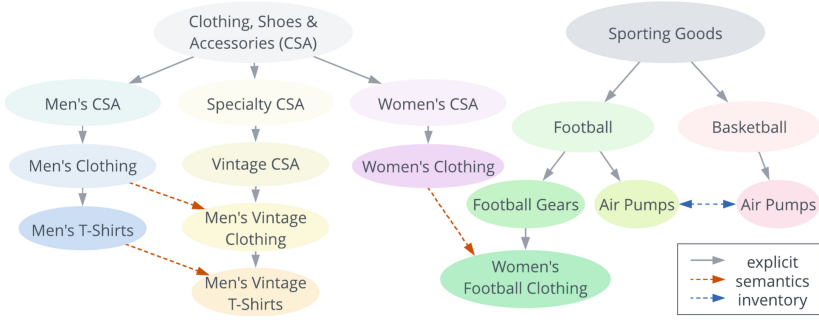 Clothing, Shoes &
Accessories (CSA)
Sporting Goods
Men's CSA
Specialty CSA
Women's CSA
Football
Basketball
Men's Clothing
Vintage CSA
Women's Clothing
Men's T-Shirts
Men's Vintage
Clothing
Football Gears
Air Pumps
Air Pumps
Men's Vintage
T-Shirts
Women's
Football Clothing
explicit
semantics
inventory